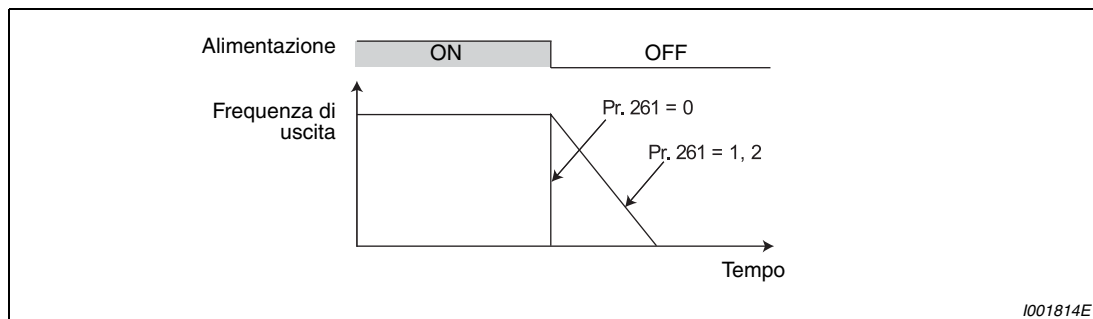 Alimentazione
ON
OFF
Frequenza di
uscita
Pr. 261 = 0
Pr. 261 = 1, 2
Tempo
I001814E